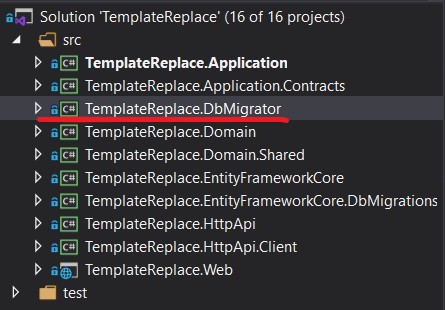 Solution 'TemplateReplace' (16 of 16 projects)
src
C# TemplateReplace.Application
C# TemplateReplace.Application.Contracts
C# TemplateReplace.DbMigrator
C# TemplateReplace.Domain
C# TemplateReplace.Domain.Shared
C# TemplateReplace.EntityFrameworkCore
C# TemplateReplace.EntityFrameworkCore.DbMigrations
C# TemplateReplace.HttpApi
C# TemplateReplace.HttpApi.Client
TemplateReplace.Web
test